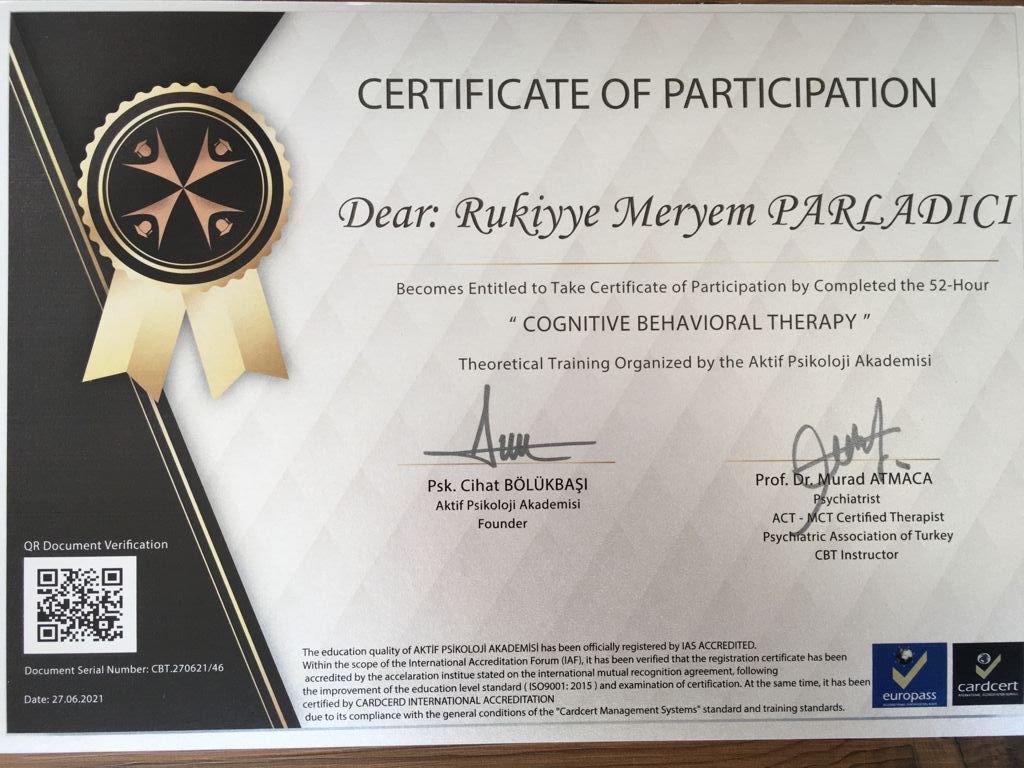 CERTIFICATE OF PARTICIPATION
Dear: Rukiyye Meryem PARLADICI
Becomes Entitled to Take Certificate of Participation by Completed the 52-Hour
“ COGNITIVE BEHAVIORAL THERAPY ”
Theoretical Training Organized by the Aktif Psikoloji Akademisi
Psk. Cihat BÖLÜKBAŞI
Aktif Psikoloji Akademisi
Founder
Prof. Dr. Murad ATMACA
Psychiatrist
ACT - MCT Certified Therapist
Psychiatric Association of Turkey
CBT Instructor
QR Document Verification
Document Serial Number: CBT.270621/46
Date: 27.06.2021
The education quality of AKTİF PSİKOLOJİ AKADEMİSİ has been officially registered by IAS ACCREDITED.
Within the scope of the International Accreditation Forum (IAF), it has been verified that the registration certificate has been
accredited by the accelaration institue stated on the international mutual recognition agreement, following
the improvement of the education level standard ( ISO9001: 2015 ) and examination of certification. At the same time, it has been
certified by CARDCERD INTERNATIONAL ACCREDITATION
due to its compliance with the general conditions of the "Cardcert Management Systems" standard and training standards.
europass
cardcert